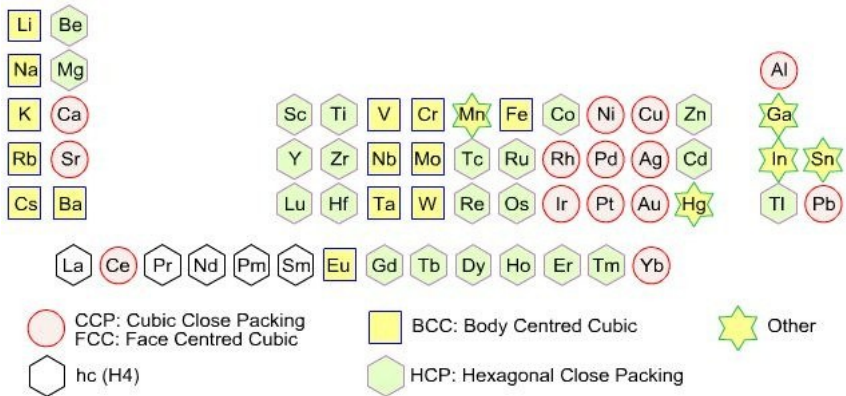 Li Be
Na Mg Al
K Ca Sc Ti V Cr Mn Fe Co Ni Cu Zn Ga
Rb Sr Y Zr Nb Mo Tc Ru Rh Pd Ag Cd In Sn
Cs Ba Lu Hf Ta W Re Os Ir Pt Au Hg Tl Pb
La Ce Pr Nd Pm Sm Eu Gd Tb Dy Ho Er Tm Yb
CCP: Cubic Close Packing
FCC: Face Centred Cubic
BCC: Body Centred Cubic
Other
hc (H4)
HCP: Hexagonal Close Packing